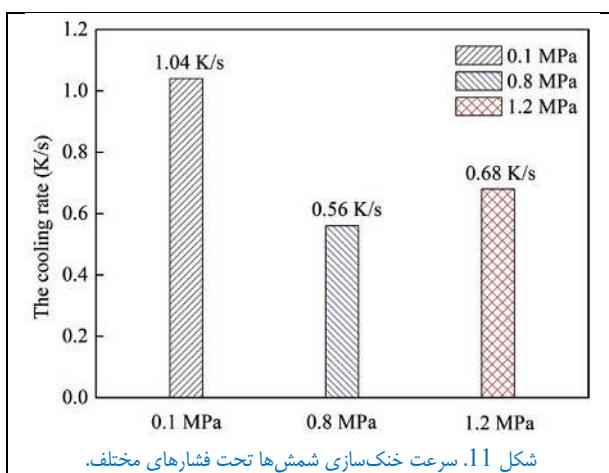 1.2
1.04 K/s
0.1 MPa
0.8 MPa
1.2 MPa
1.0
0.8
0.68 K/s
0.56 K/s
0.6
The cooling rate (K/s)
0.4
0.2
0.0
0.1 MPa 0.8 MPa 1.2 MPa
شکل 11. سرعت خنک‌سازی شمش‌ها تحت فشارهای مختلف.